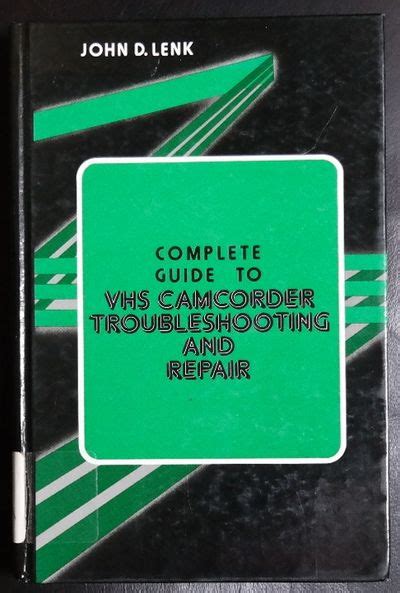 JOHN D. LENK
COMPLETE
GUIDE TO
VHS CAMCORDER
TROUBLESHOOTING
AND
REPAIR